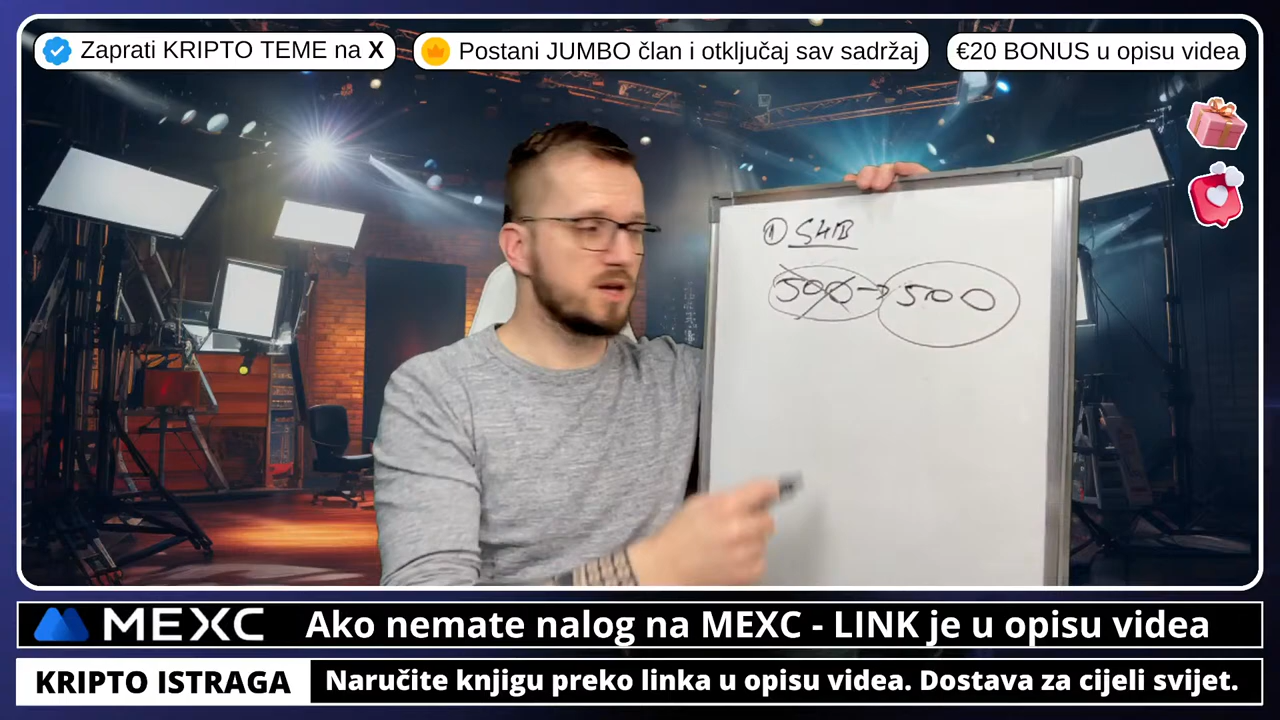 Zaprati KRIPTO TEME na X
Postani JUMBO član i otključaj sav sadržaj
€20 BONUS u opisu videa
① SHIB
500 → 500
MEXC
Ako nemate nalog na MEXC - LINK je u opisu videa
KRIPTO ISTRAGA
Naručite knjigu preko linka u opisu videa. Dostava za cijeli svijet.